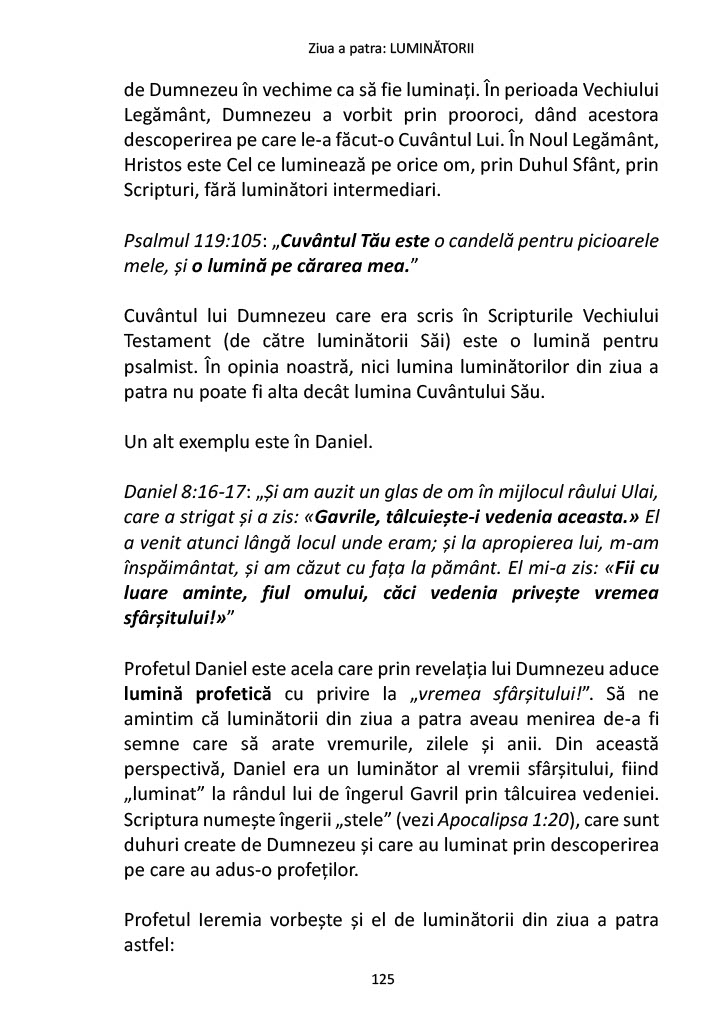 Ziua a patra: LUMINĂTORII
de Dumnezeu în vechime ca să fie luminați. În perioada Vechiului
Legământ, Dumnezeu a vorbit prin prooroci, dând acestora
descoperirea pe care le-a făcut-o Cuvântul Lui. În Noul Legământ,
Hristos este Cel ce luminează pe orice om, prin Duhul Sfânt, prin
Scripturi, fără luminători intermediari.
Psalmul 119:105: „Cuvântul Tău este o candelă pentru picioarele
mele, și o lumină pe cărarea mea.”
Cuvântul lui Dumnezeu care era scris în Scripturile Vechiului
Testament (de către luminătorii Săi) este o lumină pentru
psalmist. În opinia noastră, nici lumina luminătorilor din ziua a
patra nu poate fi alta decât lumina Cuvântului Său.
Un alt exemplu este în Daniel.
Daniel 8:16-17: „Și am auzit un glas de om în mijlocul râului Ulai,
care a strigat și a zis: «Gavrile, tâlcuiește-i vedenia aceasta.» El
a venit atunci lângă locul unde eram; și la apropierea lui, m-am
înspăimântat, și am căzut cu fața la pământ. El mi-a zis: «Fii cu
luare aminte, fiul omului, căci vedenia privește vremea
sfârșitului!»”
Profetul Daniel este acela care prin revelația lui Dumnezeu aduce
lumină profetică cu privire la „vremea sfârșitului!”. Să ne
amintim că luminătorii din ziua a patra aveau menirea de-a fi
semne care să arate vremurile, zilele și anii. Din această
perspectivă, Daniel era un luminător al vremii sfârșitului, fiind
„luminat” la rândul lui de îngerul Gavril prin tâlcuirea vedeniei.
Scriptura numește îngerii „stele” (vezi Apocalipsa 1:20), care sunt
duhuri create de Dumnezeu și care au luminat prin descoperirea
pe care au adus-o profeților.
Profetul Ieremia vorbește și el de luminătorii din ziua a patra
astfel:
125